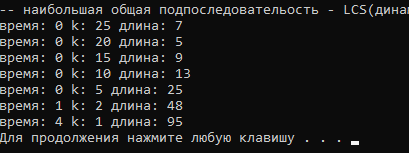 -- наибольшая общая подпоследовательность - LCS(дина
время: 0 k: 25 длина: 7
время: 0 k: 20 длина: 5
время: 0 k: 15 длина: 9
время: 0 k: 10 длина: 13
время: 0 k: 5 длина: 25
время: 1 k: 2 длина: 48
время: 4 k: 1 длина: 95
Для продолжения нажмите любую клавишу . . .